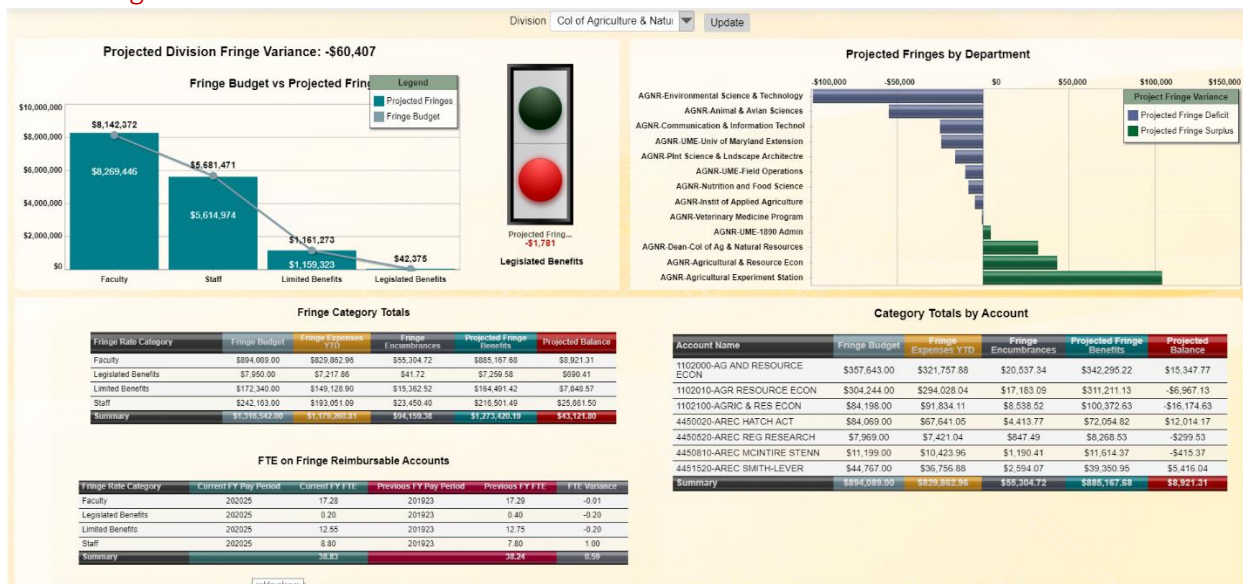 Division Col of Agriculture & Natu Update
Projected Division Fringe Variance: -$60,407
Fringe Budget vs Projected Frin
Legend
Projected Fringes
Fringe Budget
$10,000,000
$8,000,000
$6,000,000
$4,000,000
$2,000,000
$0
$8,142,372
$8,269,446
$5,681,471
$5,614,974
$1,161,273
$1,159,323
$42,375
Faculty Staff Limited Benefits Legislated Benefits
Projected Fring...
-$1,781
Legislated Benefits
Projected Fringes by Department
-$100,000 -$50,000 $0 $50,000 $100,000 $150,000
Project Fringe Variance
Projected Fringe Deficit
Projected Fringe Surplus
AGNR-Environmental Science & Technology
AGNR-Animal & Avian Sciences
AGNR-Communication & Information Technol
AGNR-UME-Univ of Maryland Extension
AGNR-Plnt Science & Lndscape Architectre
AGNR-UME-Field Operations
AGNR-Nutrition and Food Science
AGNR-Instit of Applied Agriculture
AGNR-Veterinary Medicine Program
AGNR-UME-1890 Admin
AGNR-Dean-Col of Ag & Natural Resources
AGNR-Agricultural & Resource Econ
AGNR-Agricultural Experiment Station
Fringe Category Totals
Fringe Rate Category Fringe Budget Fringe Expenses YTD Fringe Encumbrances Projected Fringe Benefits Projected Balance
Faculty $894,089.00 $829,862.96 $55,304.72 $885,167.68 $8,921.31
Legislated Benefits $7,950.00 $7,217.86 $41.72 $7,259.58 $690.41
Limited Benefits $172,340.00 $149,128.90 $15,362.52 $164,491.42 $7,848.57
Staff $242,163.00 $193,051.09 $23,450.40 $216,501.49 $25,661.50
Summary $1,316,542.00 $1,179,260.81 $94,159.38 $1,273,420.19 $43,121.80
FTE on Fringe Reimbursable Accounts
Fringe Rate Category Current FY Pay Period Current FY FTE Previous FY Pay Period Previous FY FTE FTE Variance
Faculty 202025 17.28 201923 17.29 -0.01
Legislated Benefits 202025 0.20 201923 0.40 -0.20
Limited Benefits 202025 12.55 201923 12.75 -0.20
Staff 202025 8.80 201923 7.80 1.00
Summary 38.83 38.24 0.59
Category Totals by Account
Account Name Fringe Budget Fringe Expenses YTD Fringe Encumbrances Projected Fringe Benefits Projected Balance
1102000-AG AND RESOURCE ECON $357,643.00 $321,757.88 $20,537.34 $342,295.22 $15,347.77
1102010-AGR RESOURCE ECON $304,244.00 $294,028.04 $17,183.09 $311,211.13 -$6,967.13
1102100-AGRIC & RES ECON $84,198.00 $91,834.11 $8,538.52 $100,372.63 -$16,174.63
4450020-AREC HATCH ACT $84,069.00 $67,641.05 $4,413.77 $72,054.82 $12,014.17
4450520-AREC REG RESEARCH $7,969.00 $7,421.04 $847.49 $8,268.53 -$299.53
4450810-AREC MCINTIRE STENN $11,199.00 $10,423.96 $1,190.41 $11,614.37 -$415.37
4451520-AREC SMITH-LEVER $44,767.00 $36,756.88 $2,594.07 $39,350.95 $5,416.04
Summary $894,089.00 $829,862.96 $55,304.72 $885,167.68 $8,921.31